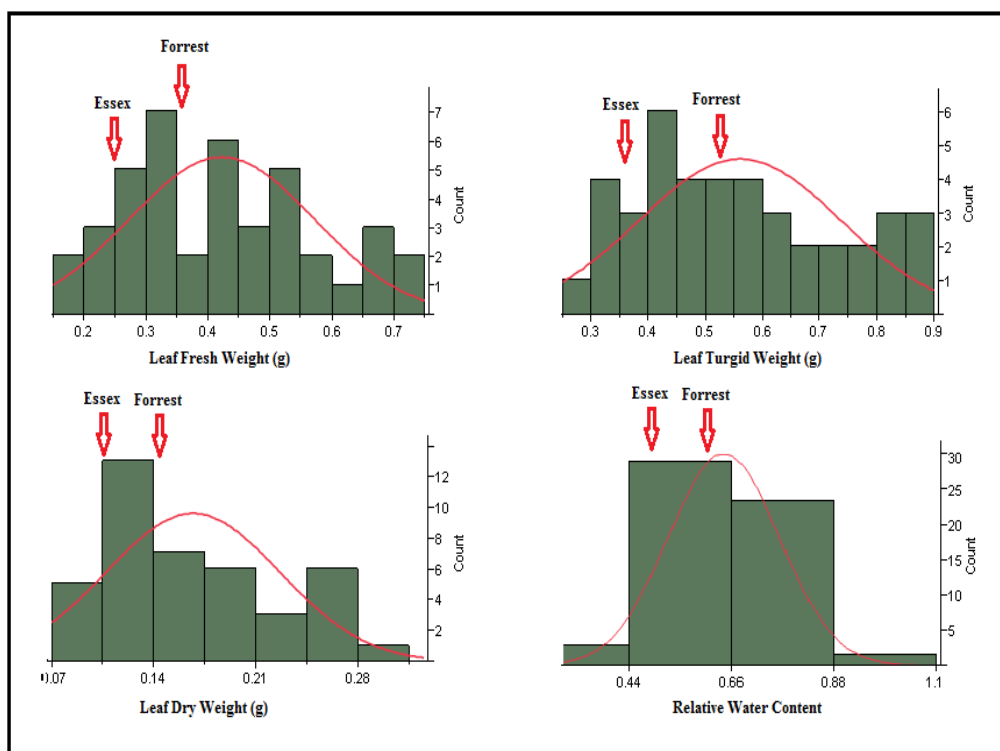 Forrest
Essex
7
6
5
4
3
2
1
Count
0.2 0.3 0.4 0.5 0.6 0.7
Leaf Fresh Weight (g)
Essex Forrest
6
5
4
3
2
1
Count
0.3 0.4 0.5 0.6 0.7 0.8 0.9
Leaf Turgid Weight (g)
Essex Forrest
12
10
8
6
4
2
Count
0.07 0.14 0.21 0.28
Leaf Dry Weight (g)
Essex Forrest
30
25
20
15
10
5
Count
0.44 0.66 0.88 1.1
Relative Water Content